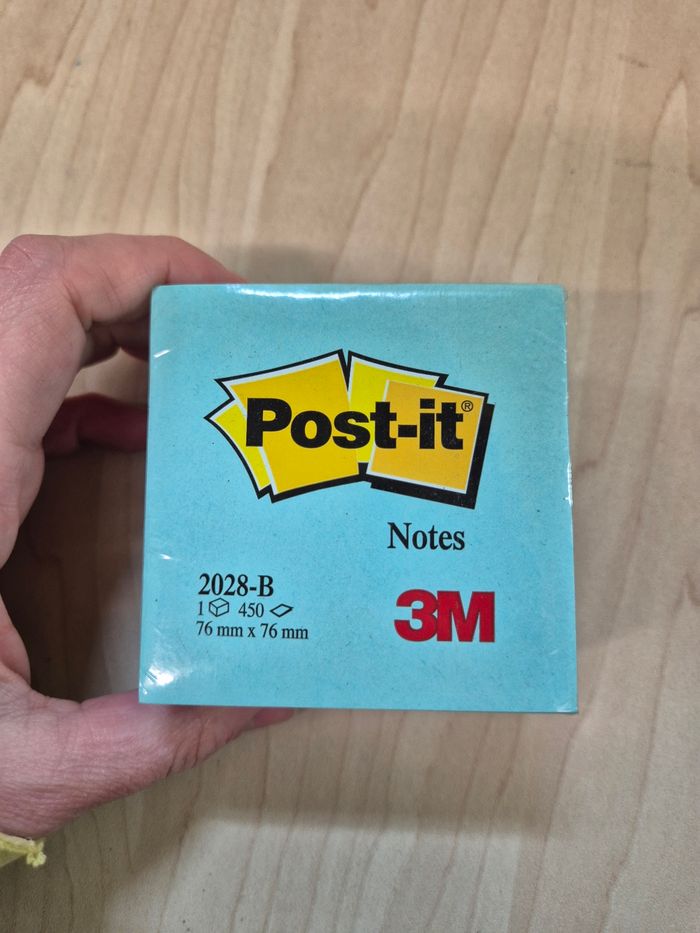 Post-it®
Notes
2028-B
1 450
76 mm x 76 mm
3M